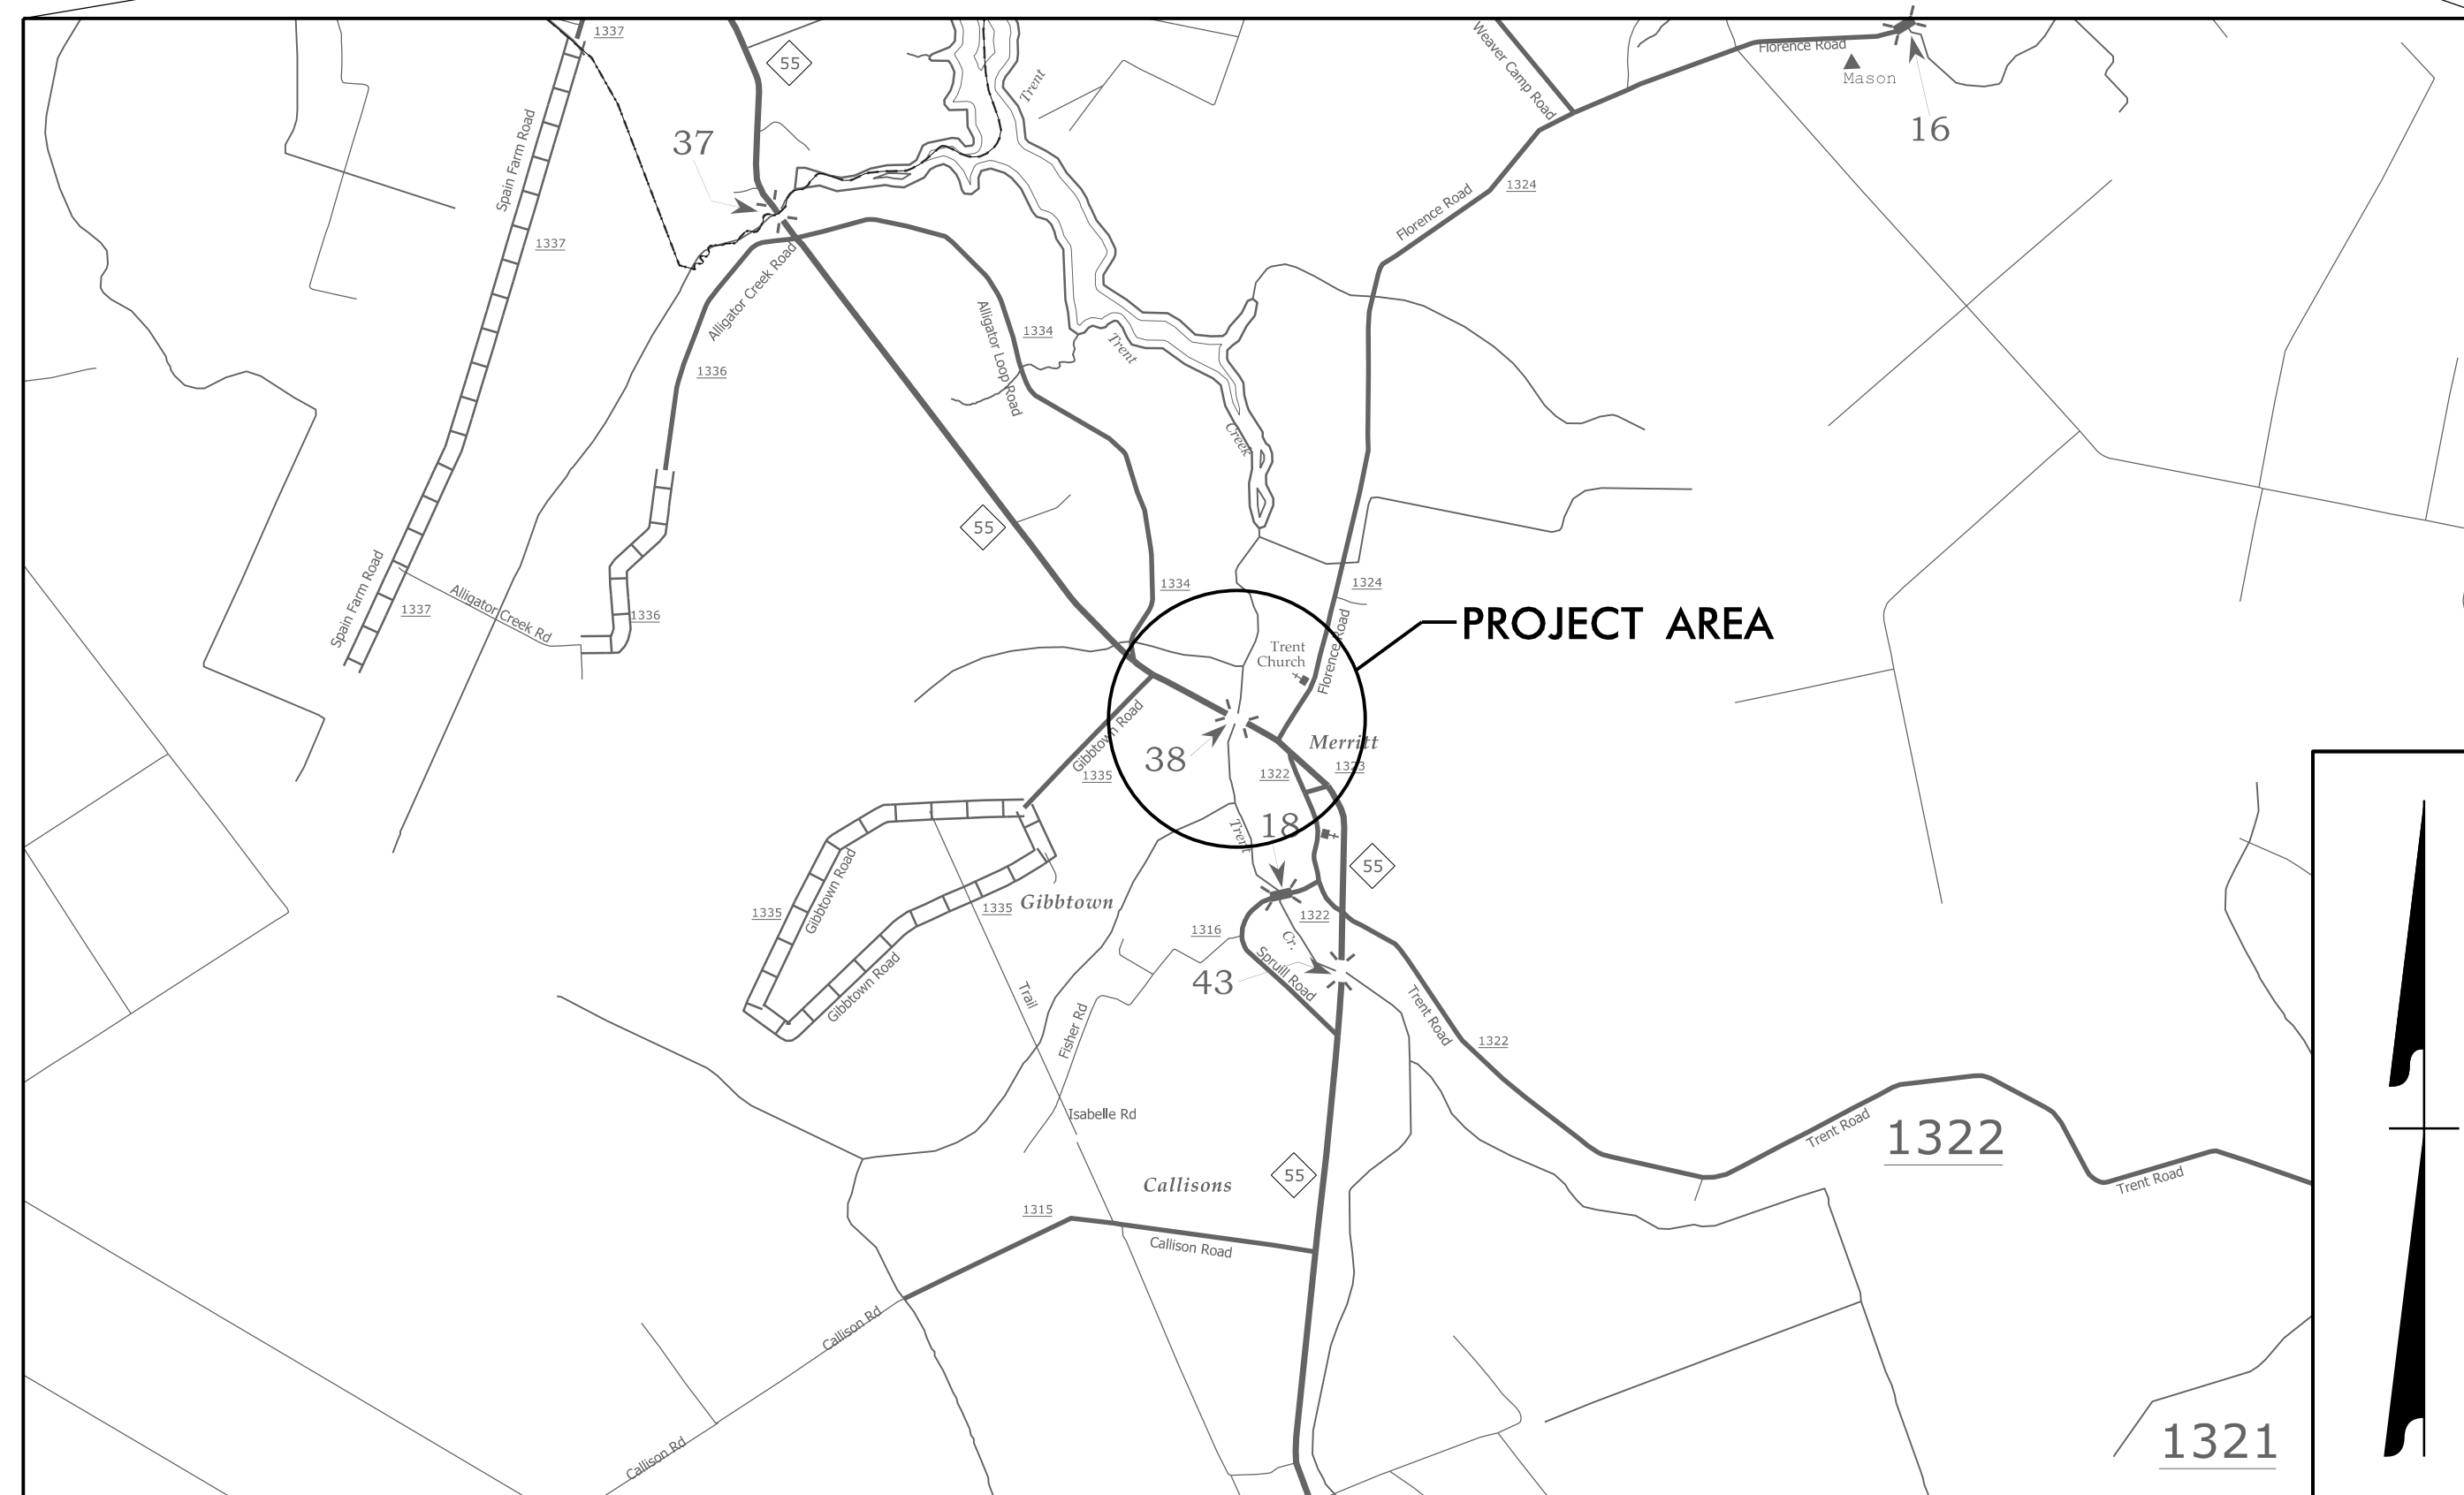 1337
55
Trent
Weaver Camp Road
Florence Road
Mason
16
37
Spain Farm Road
1337
1324
Florence Road
Alligator Creek Road
Alligator Loop Road
1334
Trent
1336
Creek
55
Spain Farm Road
1337
Alligator Creek Rd
1336
1334
1324
PROJECT AREA
Trent
Church
Florence Road
Gibbtown Road
38
Merritt
1335
1322
1323
18
Trent
55
Gibbtown Road
1335
1335
Gibbtown
1322
1316
Cr.
Spruill Road
43
Gibbtown Road
Trail
Fisher Rd
Trent Road
1322
Isabelle Rd
Trent Road
1322
Callisons
55
Trent Road
1315
Callison Road
Callison Rd
Callison Rd
1321